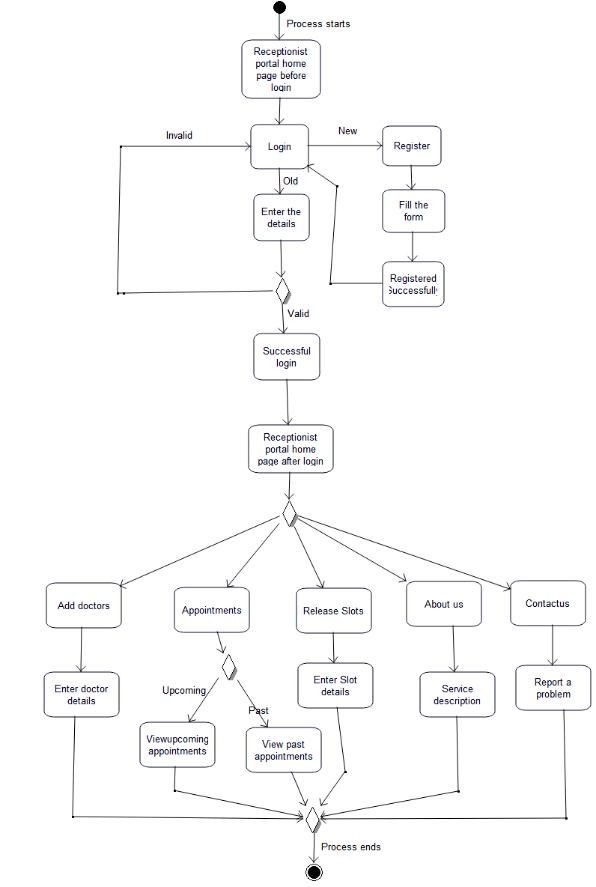 Process starts
Receptionist
portal home
page before
login
Invalid
Login
New
Register
Old
Enter the
details
Fill the
form
Registered
Successfully
Valid
Successful
login
Receptionist
portal home
page after login
Add doctors
Appointments
Release Slots
About us
Contactus
Enter doctor
details
Upcoming
Past
Enter Slot
details
Service
description
Report a
problem
Viewupcoming
appointments
View past
appointments
Process ends